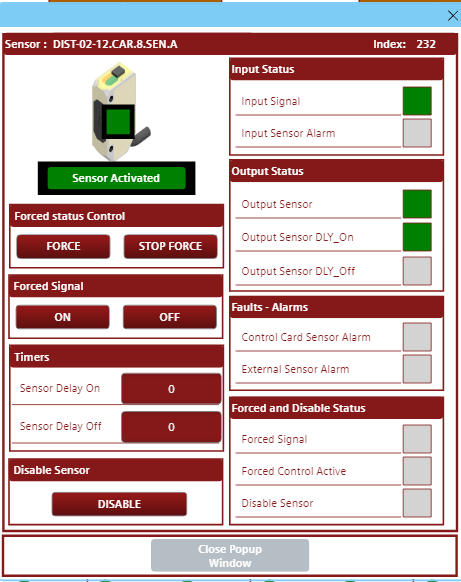 Sensor : DIST-02-12.CAR.8.SEN.A Index: 232
Sensor Activated
Forced status Control
FORCE STOP FORCE
Forced Signal
ON OFF
Timers
Sensor Delay On 0
Sensor Delay Off 0
Disable Sensor
DISABLE
Input Status
Input Signal
Input Sensor Alarm
Output Status
Output Sensor
Output Sensor DLY_On
Output Sensor DLY_Off
Faults - Alarms
Control Card Sensor Alarm
External Sensor Alarm
Forced and Disable Status
Forced Signal
Forced Control Active
Disable Sensor
Close Popup
Window